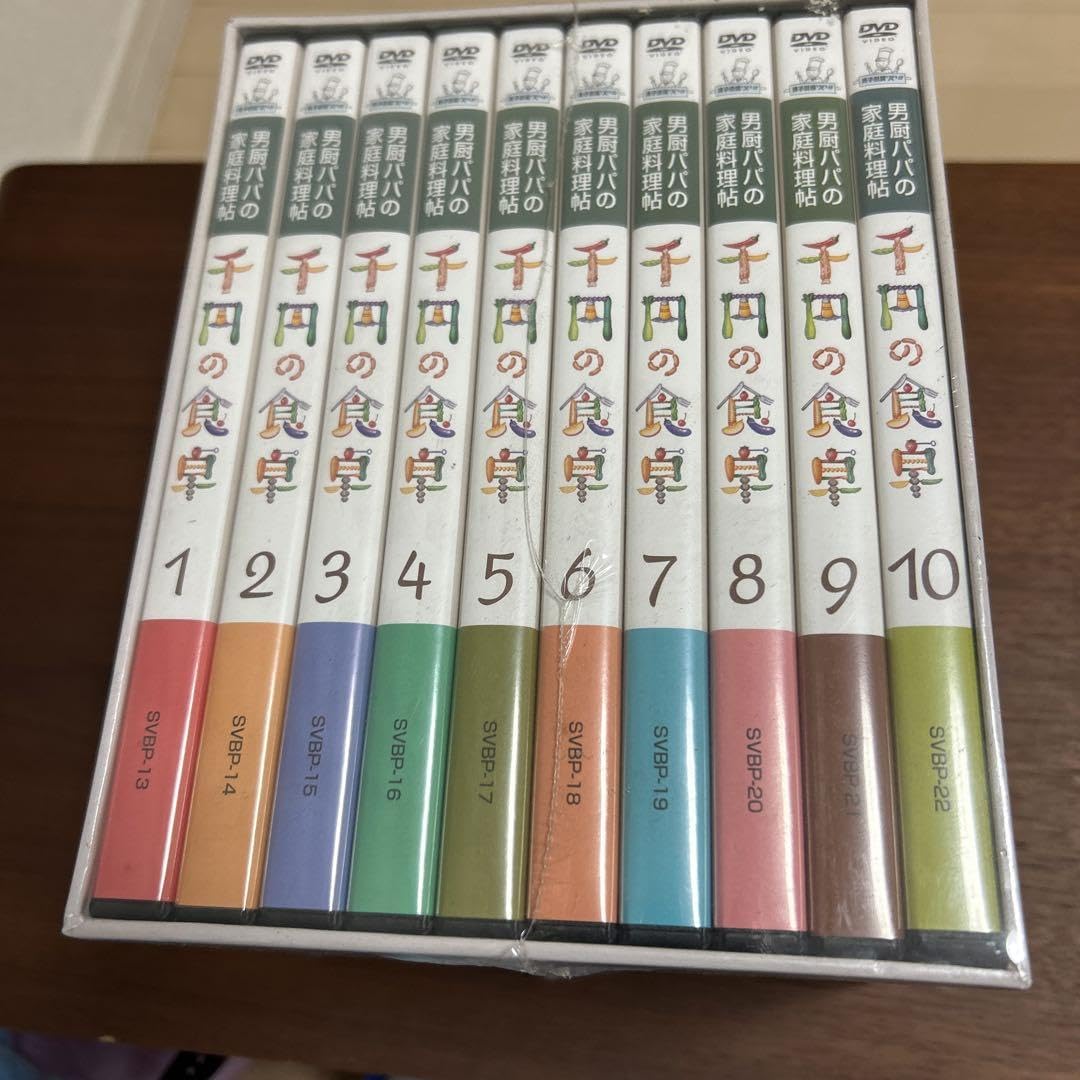 DVD
VIDEO
男厨パパの
家庭料理帖
千円の食卓
1
SVBP-13
DVD
VIDEO
男厨パパの
家庭料理帖
千円の食卓
2
SVBP-14
DVD
VIDEO
男厨パパの
家庭料理帖
千円の食卓
3
SVBP-15
DVD
VIDEO
男厨パパの
家庭料理帖
千円の食卓
4
SVBP-16
DVD
VIDEO
男厨パパの
家庭料理帖
千円の食卓
5
SVBP-17
DVD
VIDEO
男厨パパの
家庭料理帖
千円の食卓
6
SVBP-18
DVD
VIDEO
男厨パパの
家庭料理帖
千円の食卓
7
SVBP-19
DVD
VIDEO
男厨パパの
家庭料理帖
千円の食卓
8
SVBP-20
DVD
VIDEO
男厨パパの
家庭料理帖
千円の食卓
9
SVBP-21
DVD
VIDEO
男厨パパの
家庭料理帖
千円の食卓
10
SVBP-22